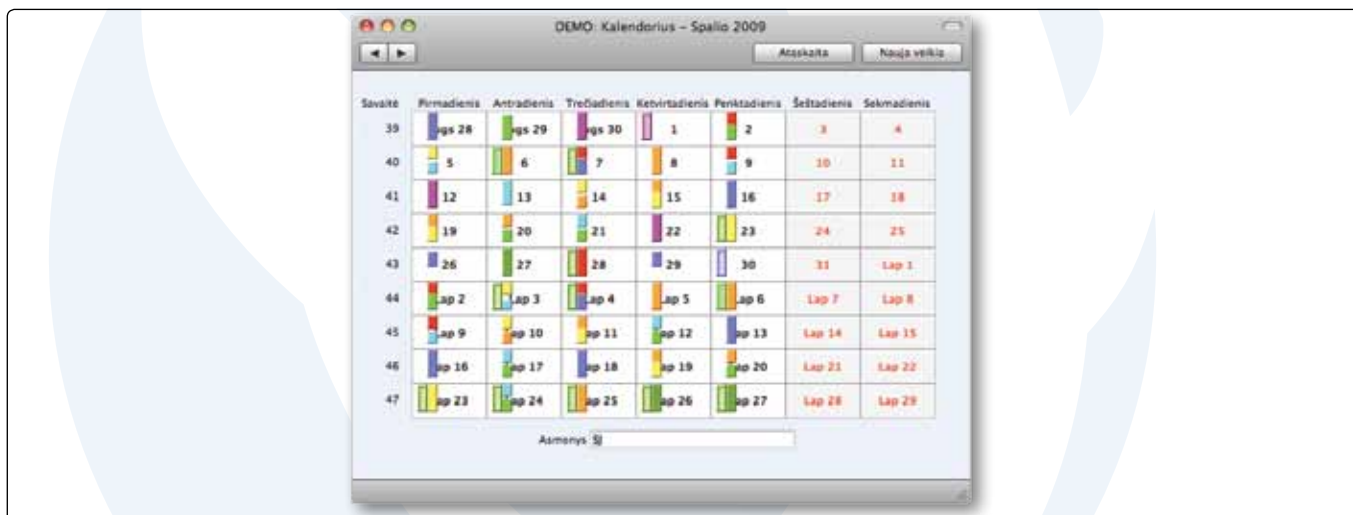 DEMO: Kalendorius – Spalio 2009
Ataskaita Nauja veikla
Savaitė Pirmadienis Antradienis Trečiadienis Ketvirtadienis Penktadienis Šeštadienis Sekmadienis
39 gs 28 gs 29 gs 30 1 2 3 4
40 5 6 7 8 9 10 11
41 12 13 14 15 16 17 18
42 19 20 21 22 23 24 25
43 26 27 28 29 30 31 Lap 1
44 Lap 2 Lap 3 Lap 4 Lap 5 Lap 6 Lap 7 Lap 8
45 Lap 9 ap 10 ap 11 ap 12 ap 13 Lap 14 Lap 15
46 ap 16 ap 17 ap 18 ap 19 ap 20 Lap 21 Lap 22
47 ap 23 ap 24 ap 25 ap 26 ap 27 Lap 28 Lap 29
Asmenys SJ